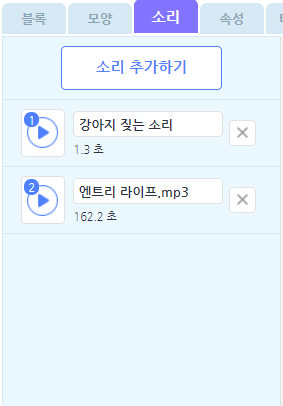 블록 모양 소리 속성
소리 추가하기
1
강아지 짖는 소리
1.3 초
2
엔트리 라이프.mp3
162.2 초